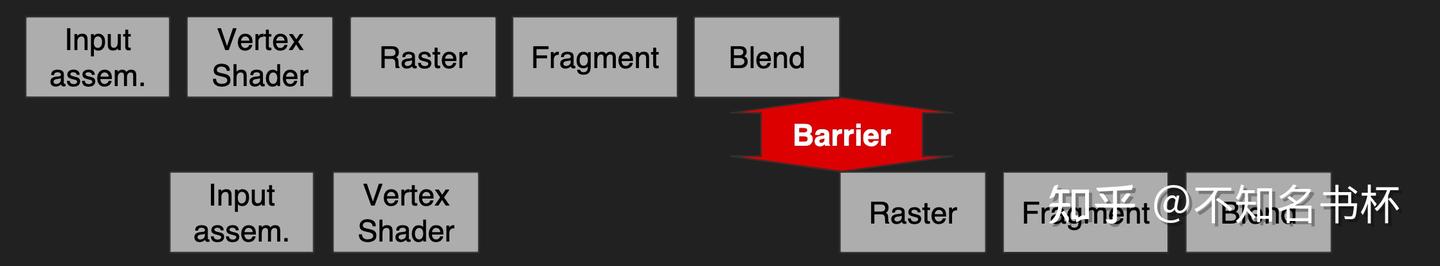 Input
assem.
Vertex
Shader
Raster
Fragment
Blend
Barrier
Input
assem.
Vertex
Shader
Raster
Fragment
Blend
知乎 @不知名书杯